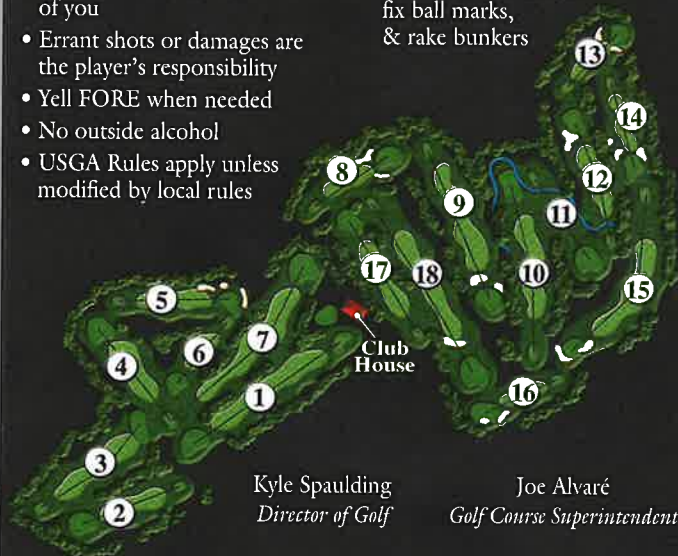 of you
• Errant shots or damages are
the player's responsibility
• Yell FORE when needed
• No outside alcohol
• USGA Rules apply unless
modified by local rules
fix ball marks,
& rake bunkers
13
14
8
12
9
11
17
18
10
15
5
7
6
Club
House
4
1
16
3
2
Kyle Spaulding
Director of Golf
Joe Alvaré
Golf Course Superintendent